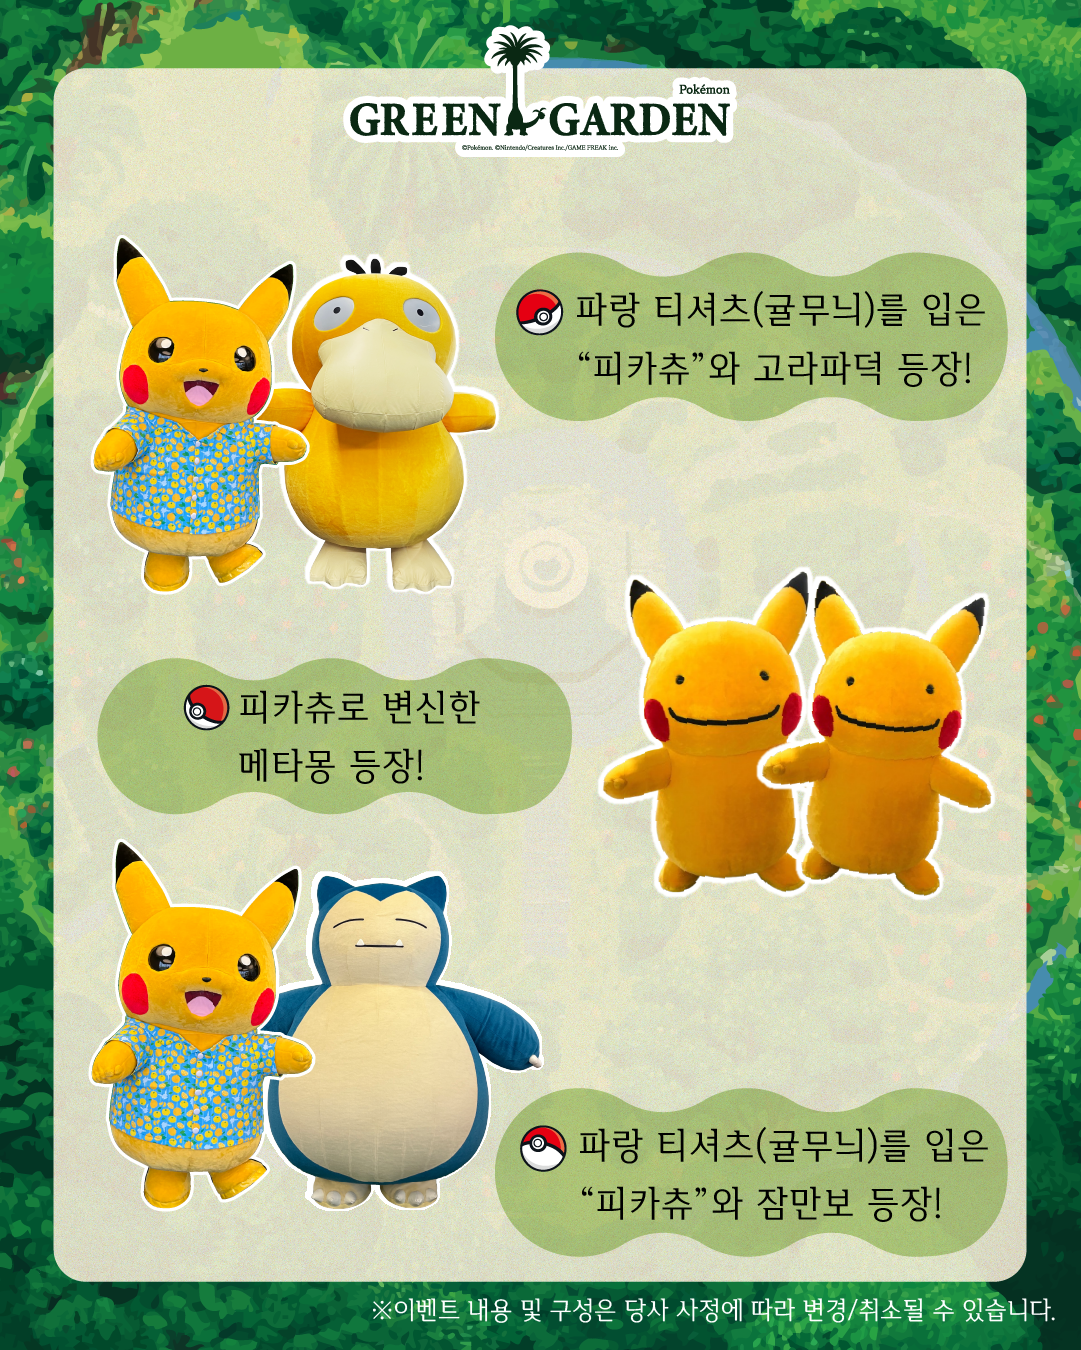 Pokémon
GREEN GARDEN
©Pokémon. ©Nintendo/Creatures Inc./GAME FREAK Inc.
파랑 티셔츠(귤무늬)를 입은
“피카츄”와 고라파덕 등장!
피카츄로 변신한
메타몽 등장!
파랑 티셔츠(귤무늬)를 입은
“피카츄”와 잠만보 등장!
※이벤트 내용 및 구성은 당사 사정에 따라 변경/취소될 수 있습니다.